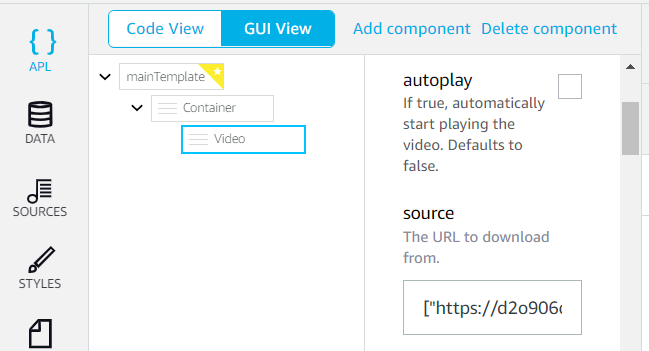 Code View
GUI View
Add component
Delete component
{ }
APL
DATA
SOURCES
STYLES
mainTemplate
Container
Video
autoplay
If true, automatically
start playing the
video. Defaults to
false.
source
The URL to download
from.
["https://d2o906